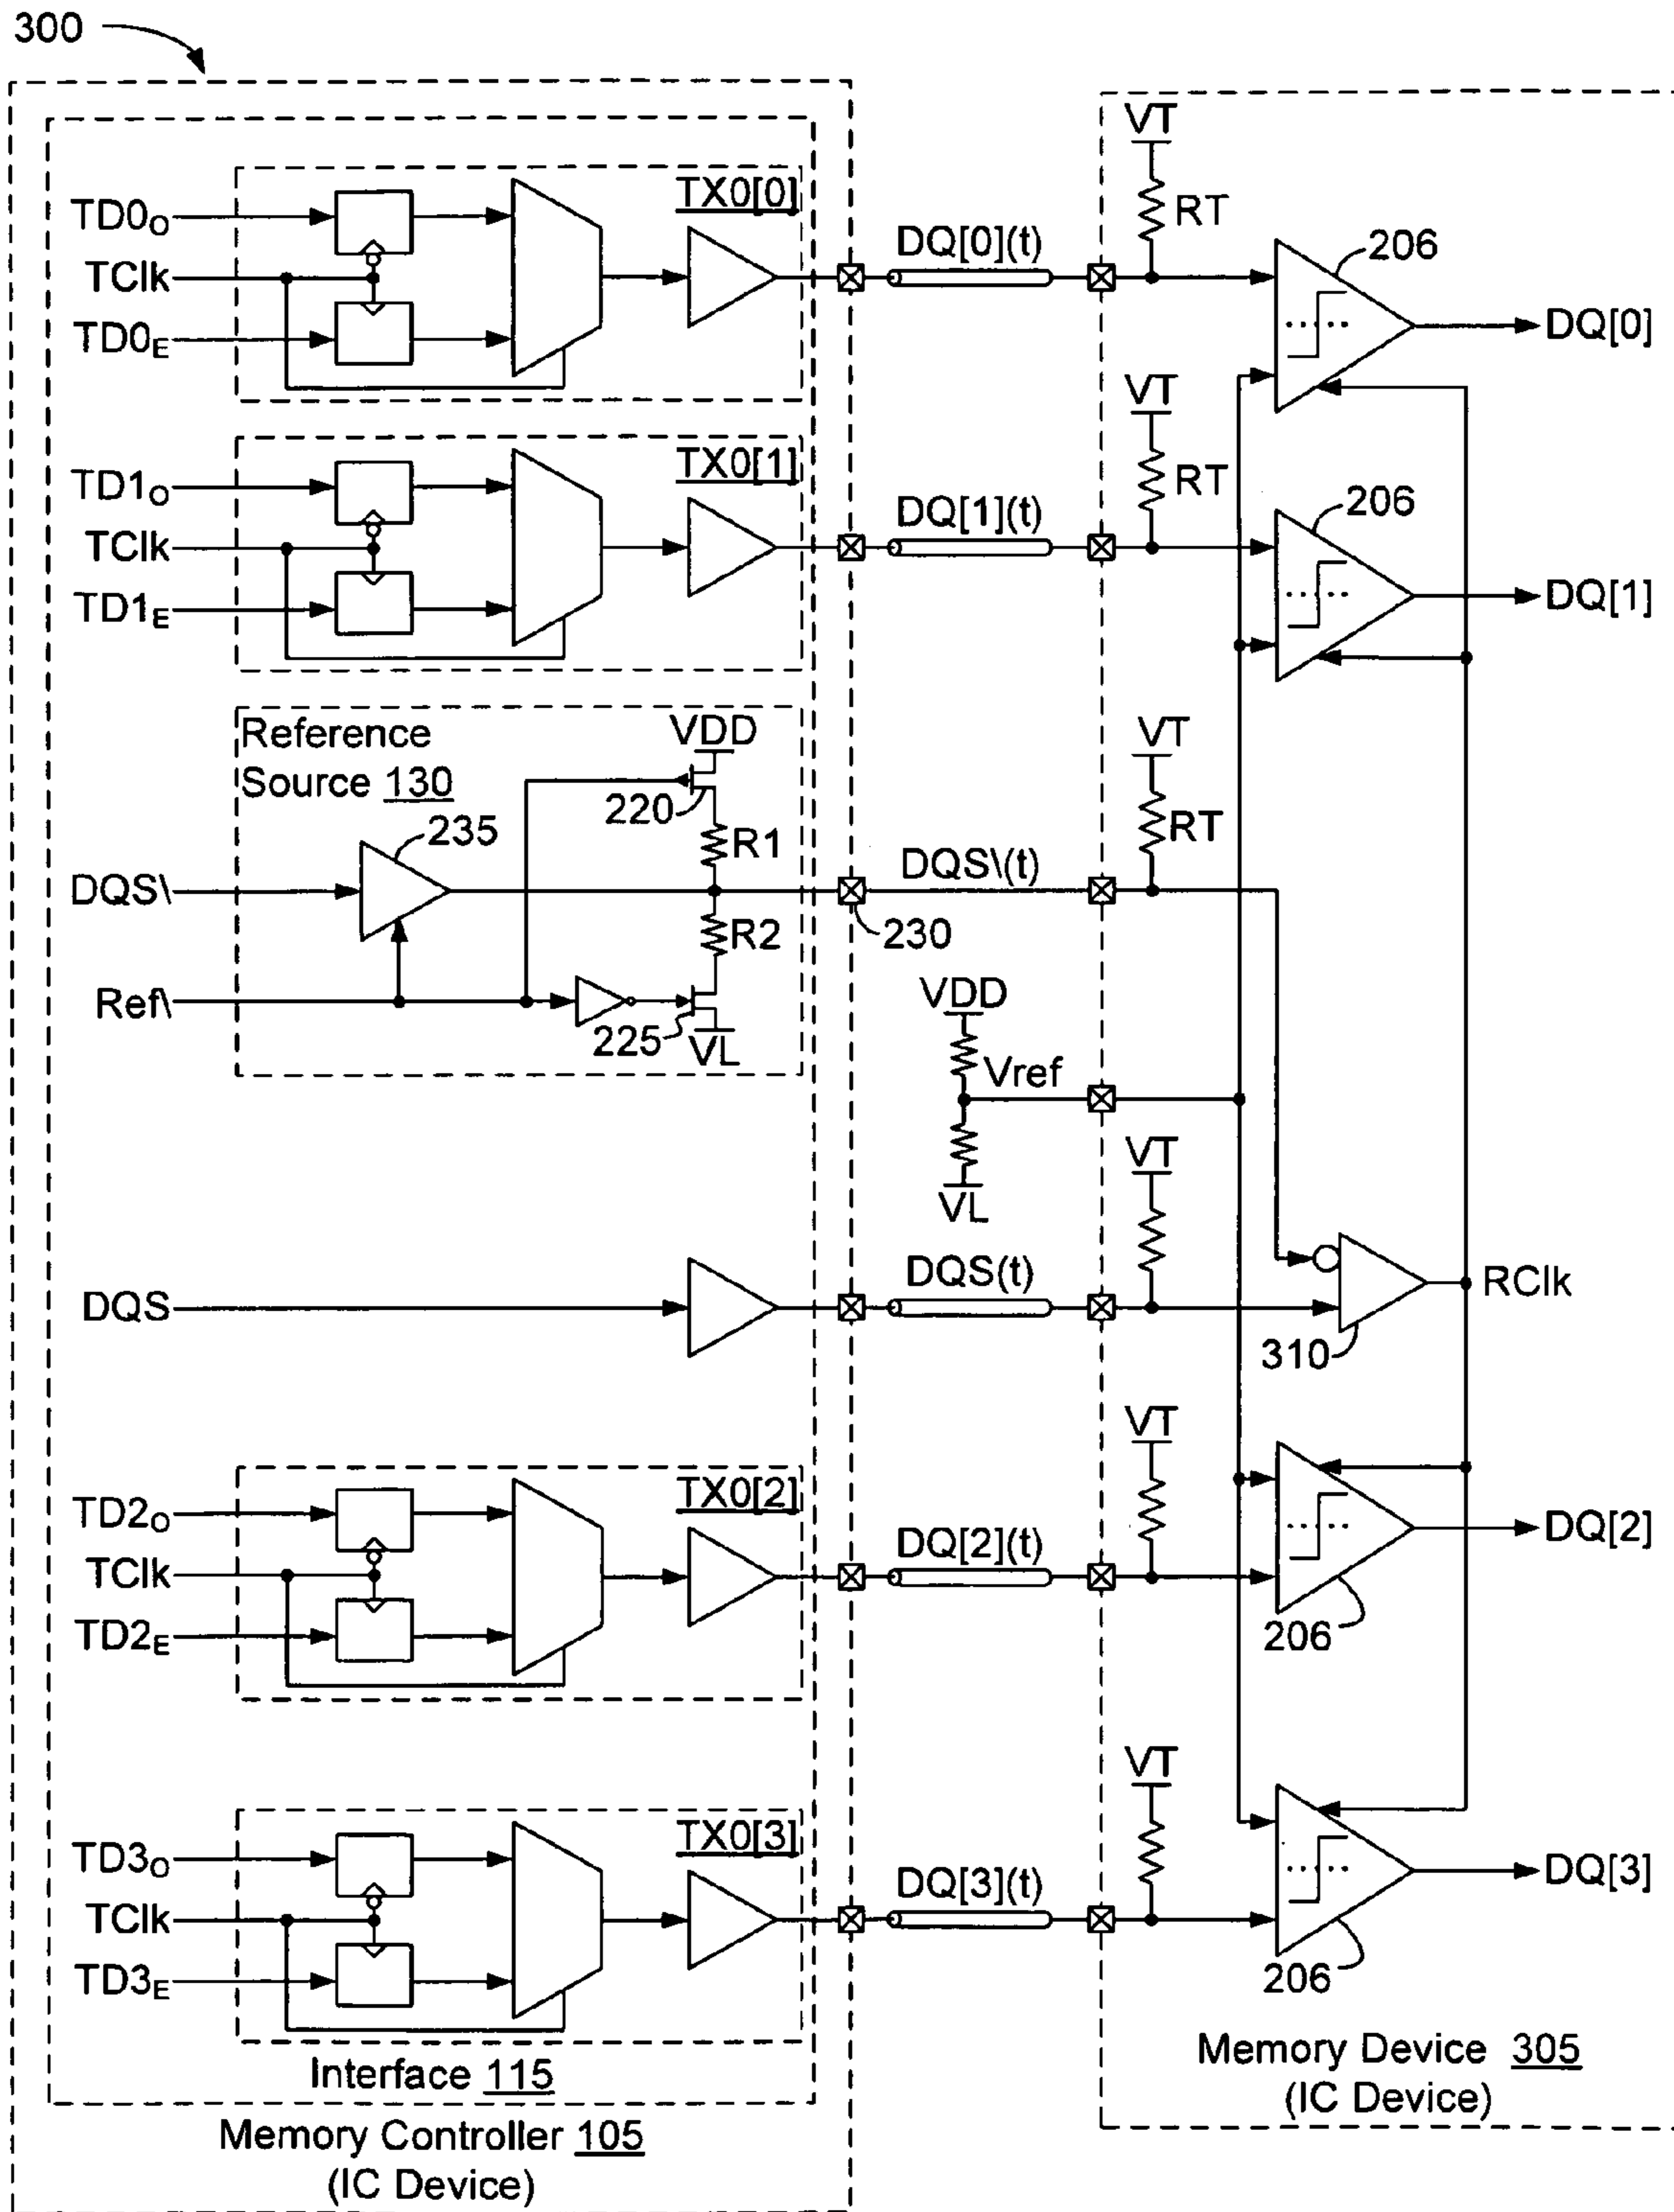 300
VT
TX0[0]
TD0O
RT
206
DQ[0](t)
TClk
DQ[0]
TD0E
VT
TX0[1]
TD1O
RT
206
DQ[1](t)
TClk
DQ[1]
TD1E
Reference
Source 130
VDD
VT
220
235
R1
RT
DQS\(t)
DQS\
R2
230
Ref\
VDD
225
VL
Vref
VT
VL
DQS(t)
RClk
DQS
310
VT
TX0[2]
TD2O
DQ[2](t)
DQ[2]
TClk
TD2E
206
VT
TX0[3]
TD3O
DQ[3](t)
DQ[3]
TClk
TD3E
206
Interface 115
Memory Device 305
(IC Device)
Memory Controller 105
(IC Device)